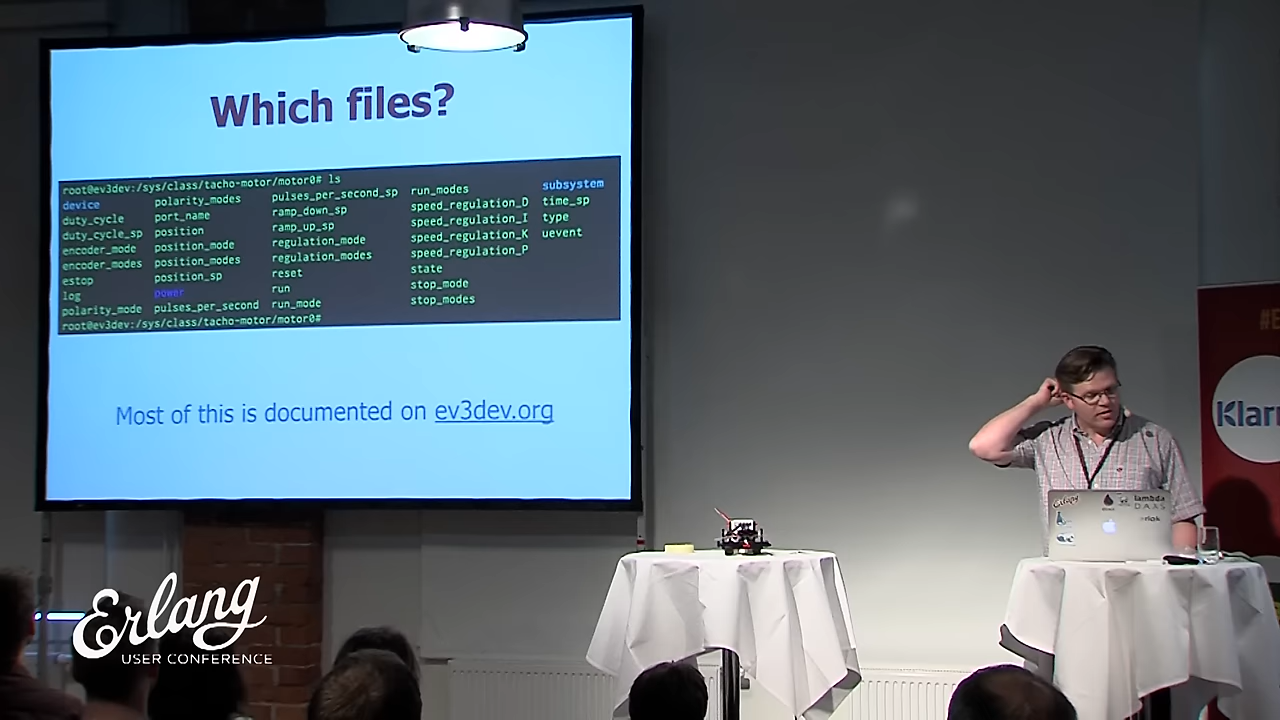 Which files?
root@ev3dev:/sys/class/tacho-motor/motor0# ls
device polarity_modes pulses_per_second_sp run_modes subsystem
duty_cycle port_name ramp_down_sp speed_regulation_D time_sp
duty_cycle_sp position ramp_up_sp speed_regulation_I type
encoder_mode position_mode regulation_mode speed_regulation_K uevent
encoder_modes position_modes regulation_modes speed_regulation_P
estop position_sp reset state
log power run stop_mode
polarity_mode pulses_per_second run_mode stop_modes
root@ev3dev:/sys/class/tacho-motor/motor0#
Most of this is documented on ev3dev.org
#E
Klar
Erlang
lambda
DAAS
Erlang
USER CONFERENCE